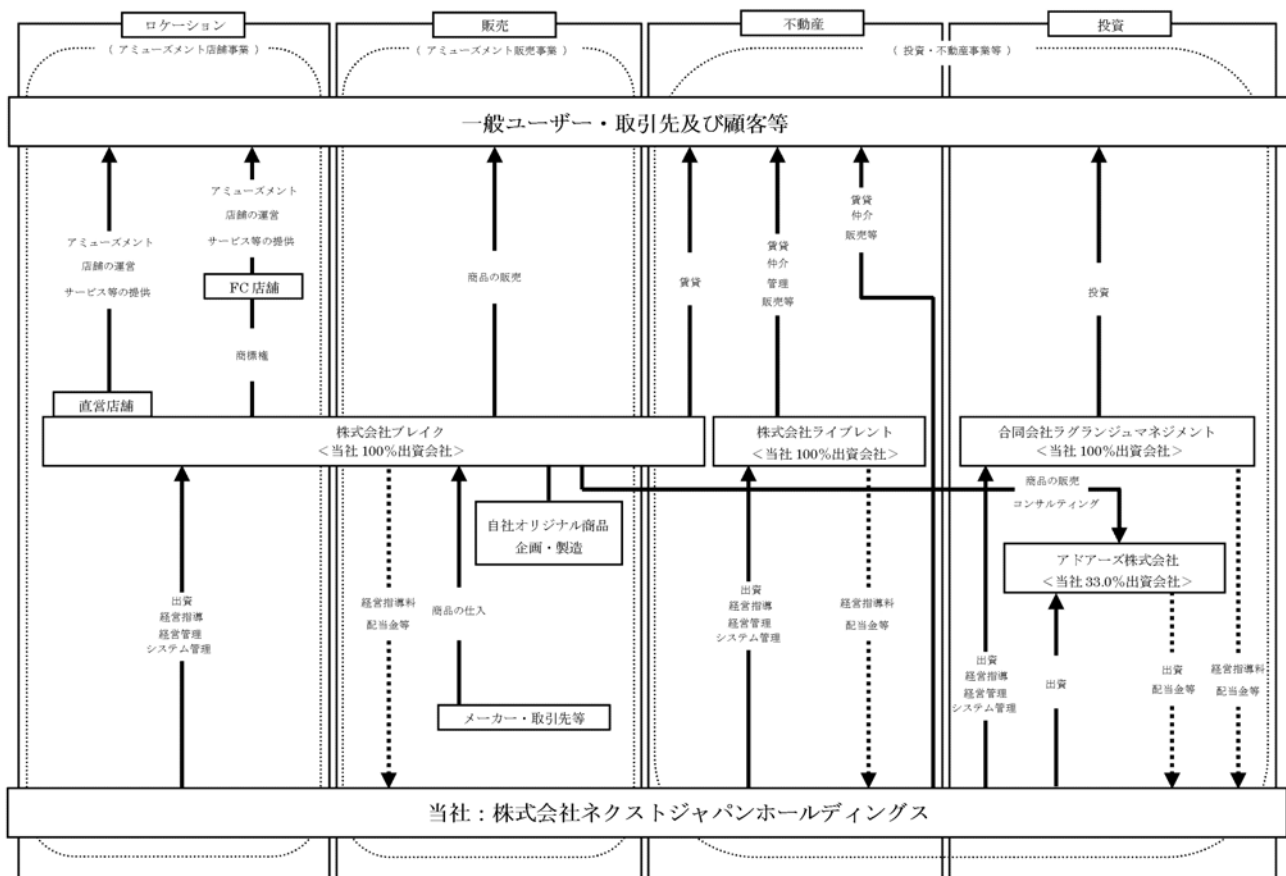 ロケーション
販売
不動産
投資
（ アミューズメント店舗事業 ）
（ アミューズメント販売事業 ）
（ 投資・不動産事業等 ）
一般ユーザー・取引先及び顧客等
アミューズメント
店舗の運営
サービス等の提供
アミューズメント
店舗の運営
サービス等の提供
FC 店舗
商標権
直営店舗
商品の販売
賃貸
賃貸
仲介
管理
販売等
賃貸
仲介
販売等
投資
株式会社ブレイク
＜当社 100％出資会社＞
株式会社ライブレント
＜当社 100％出資会社＞
合同会社ラグランジュマネジメント
＜当社 100％出資会社＞
商品の販売
コンサルティング
自社オリジナル商品
企画・製造
アドアーズ株式会社
＜当社 33.0％出資会社＞
出資
経営指導
経営管理
システム管理
経営指導料
配当金等
商品の仕入
メーカー・取引先等
出資
経営指導
経営管理
システム管理
経営指導料
配当金等
出資
経営指導
経営管理
システム管理
出資
出資
配当金等
経営指導料
配当金等
当社：株式会社ネクストジャパンホールディングス